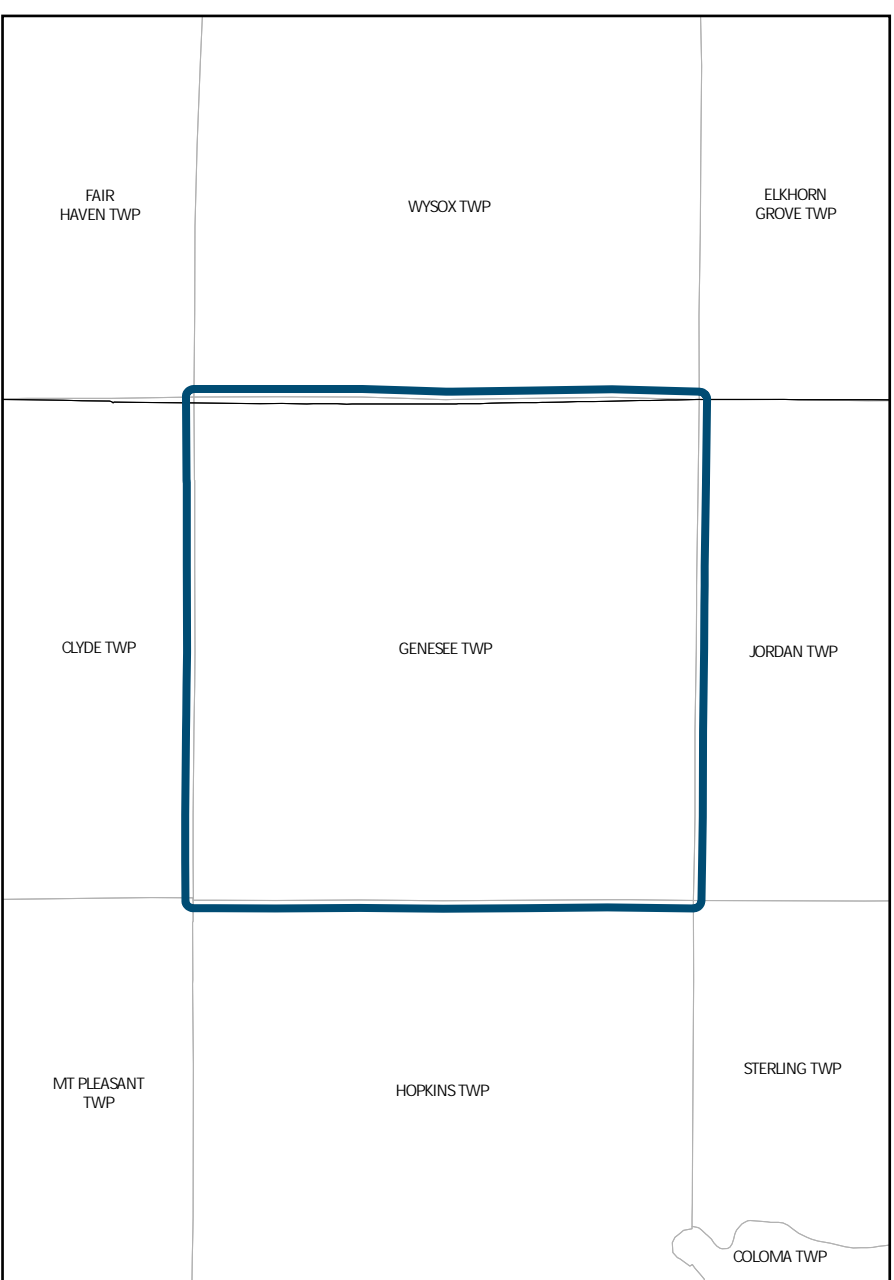 FAIR
HAVEN TWP
WYSOX TWP
ELKHORN
GROVE TWP
CLYDE TWP
GENESEE TWP
JORDAN TWP
MT PLEASANT
TWP
HOPKINS TWP
STERLING TWP
COLOMA TWP